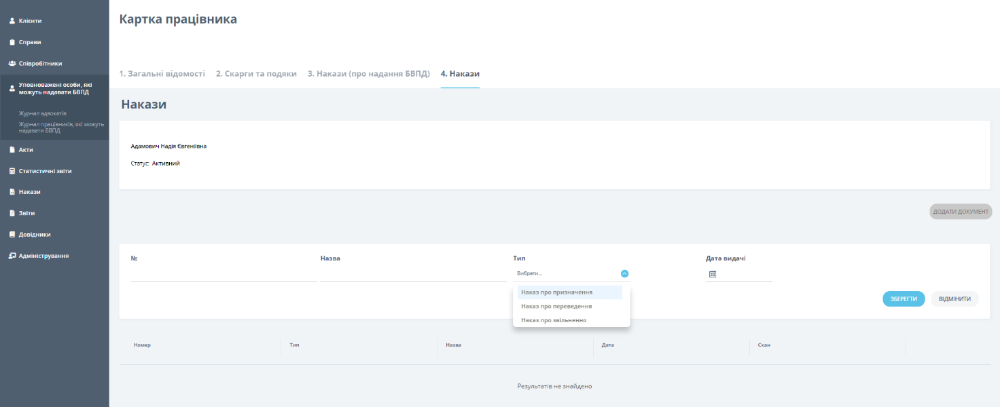 Клієнти
Справи
Співробітники
Уповноважені особи, які
можуть надавати БВПД
Журнал адвокатів
Журнал працівників, які можуть
надавати БВПД
Акти
Статистичні звіти
Накази
Звіти
Довідники
Адміністрування
Картка працівника
1. Загальні відомості 2. Скарги та подяки 3. Накази (про надання БВПД) 4. Накази
Накази
Адамович Надія Євгеніївна
Статус: Активний
ДОДАТИ ДОКУМЕНТ
№ Назва Тип Дата видачі
Вибрати...
Наказ про призначення
Наказ про переведення
Наказ про звільнення
ЗБЕРЕГТИ ВІДМІНИТИ
Номер Тип Назва Дата Скан
Результатів не знайдено